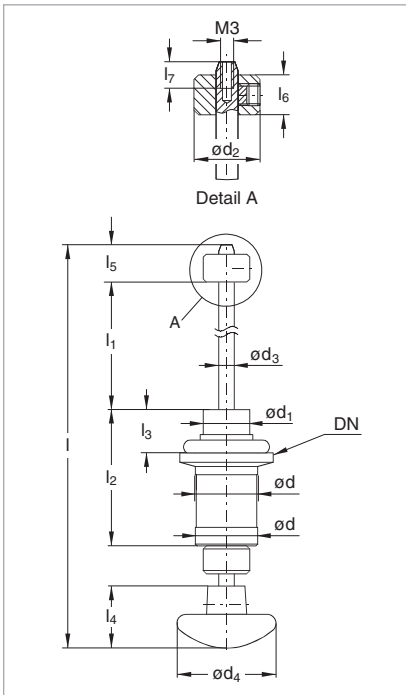 M3
l₇
l₆
ød₂
Detail A
l₅
A
l₁
ød₃
l
ød₁
l₃
DN
l₂
ød
ød
l₄
ød₄